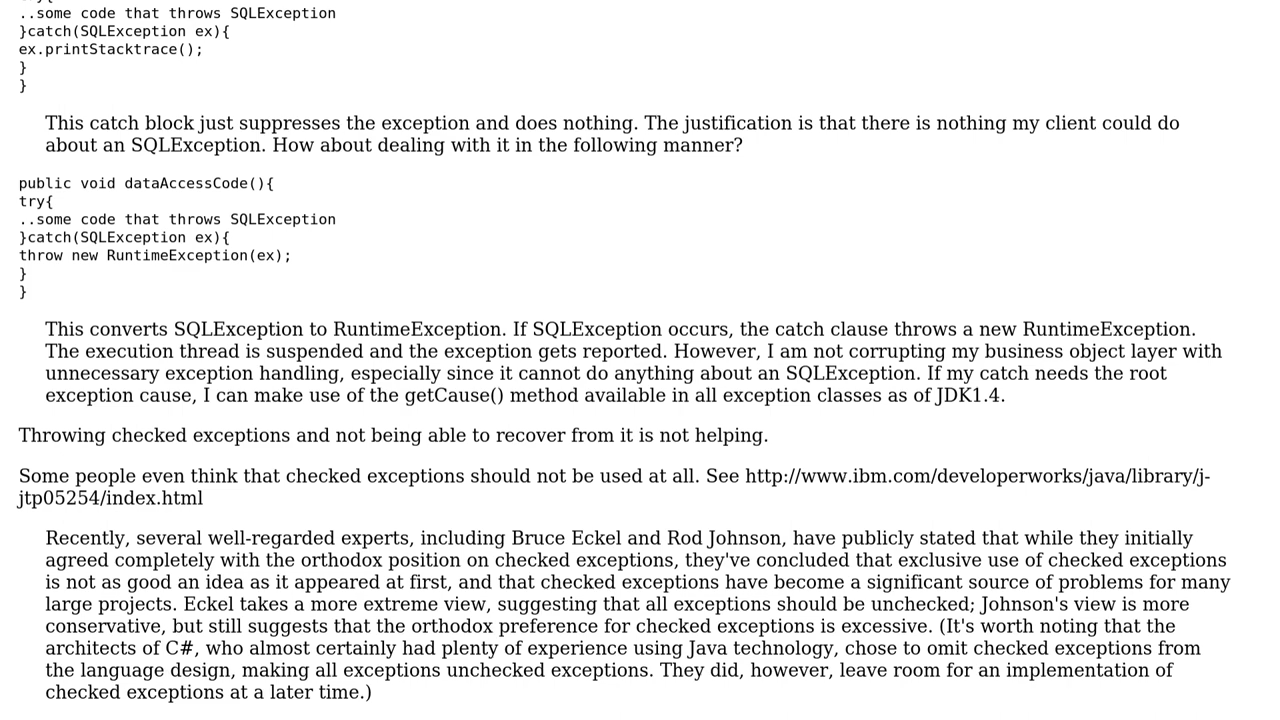 ..some code that throws SQLException
}catch(SQLException ex){
ex.printStacktrace();
}
}
This catch block just suppresses the exception and does nothing. The justification is that there is nothing my client could do
about an SQLException. How about dealing with it in the following manner?
public void dataAccessCode(){
try{
..some code that throws SQLException
}catch(SQLException ex){
throw new RuntimeException(ex);
}
}
This converts SQLException to RuntimeException. If SQLException occurs, the catch clause throws a new RuntimeException.
The execution thread is suspended and the exception gets reported. However, I am not corrupting my business object layer with
unnecessary exception handling, especially since it cannot do anything about an SQLException. If my catch needs the root
exception cause, I can make use of the getCause() method available in all exception classes as of JDK1.4.
Throwing checked exceptions and not being able to recover from it is not helping.
Some people even think that checked exceptions should not be used at all. See http://www.ibm.com/developerworks/java/library/j-
jtp05254/index.html
Recently, several well-regarded experts, including Bruce Eckel and Rod Johnson, have publicly stated that while they initially
agreed completely with the orthodox position on checked exceptions, they've concluded that exclusive use of checked exceptions
is not as good an idea as it appeared at first, and that checked exceptions have become a significant source of problems for many
large projects. Eckel takes a more extreme view, suggesting that all exceptions should be unchecked; Johnson's view is more
conservative, but still suggests that the orthodox preference for checked exceptions is excessive. (It's worth noting that the
architects of C#, who almost certainly had plenty of experience using Java technology, chose to omit checked exceptions from
the language design, making all exceptions unchecked exceptions. They did, however, leave room for an implementation of
checked exceptions at a later time.)